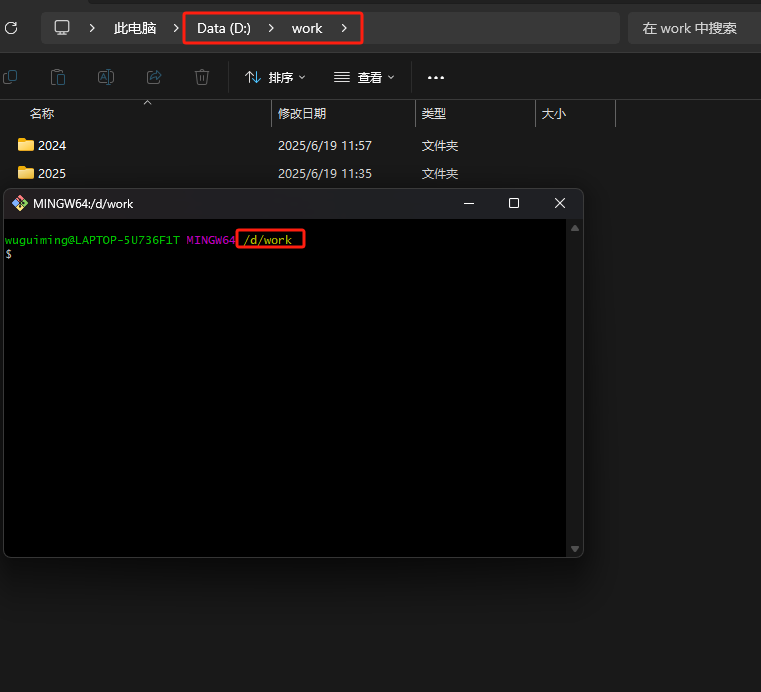 此电脑 Data (D:) work 在 work 中搜索
排序 查看
名称 修改日期 类型 大小
2024 2025/6/19 11:57 文件夹
2025 2025/6/19 11:35 文件夹
MINGW64:/d/work
wuguiming@LAPTOP-5U736F1T MINGW64 /d/work
$